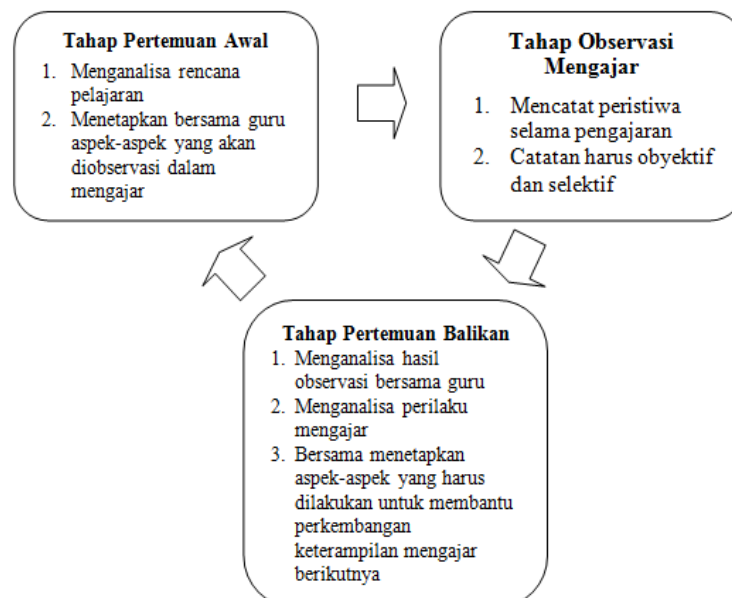 Tahap Pertemuan Awal
1. Menganalisa rencana
pelajaran
2. Menetapkan bersama guru
aspek-aspek yang akan
diobservasi dalam
mengajar
Tahap Observasi
Mengajar
1. Mencatat peristiwa
selama pengajaran
2. Catatan harus obyektif
dan selektif
Tahap Pertemuan Balikan
1. Menganalisa hasil
observasi bersama guru
2. Menganalisa perilaku
mengajar
3. Bersama menetapkan
aspek-aspek yang harus
dilakukan untuk membantu
perkembangan
keterampilan mengajar
berikutnya